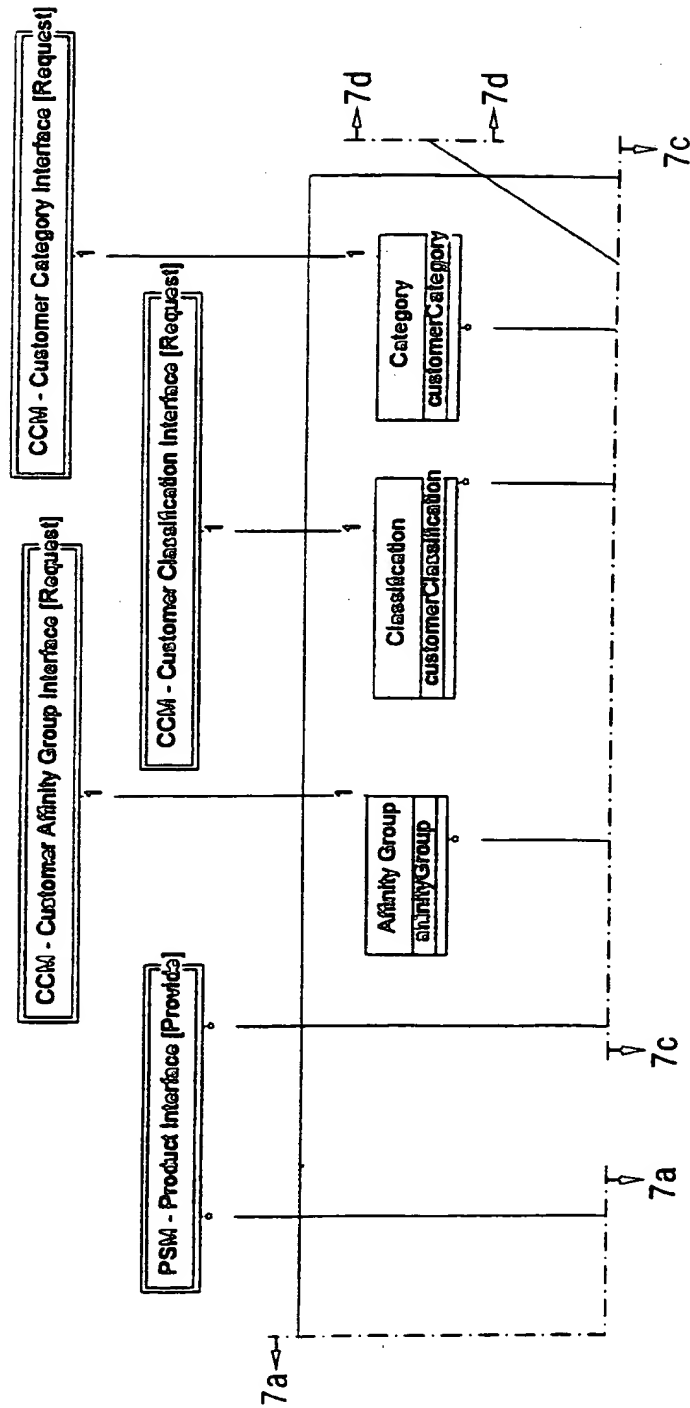 CCM - Customer Affinity Group Interface [Request]
CCM - Customer Category Interface [Request]
PSM - Product Interface [Provide]
CCM - Customer Classification Interface [Request]
1
1
1
7a
7d
7d
1
1
1
Affinity Group
affinityGroup
Classification
customerClassification
Category
customerCategory
7a
7c
7c